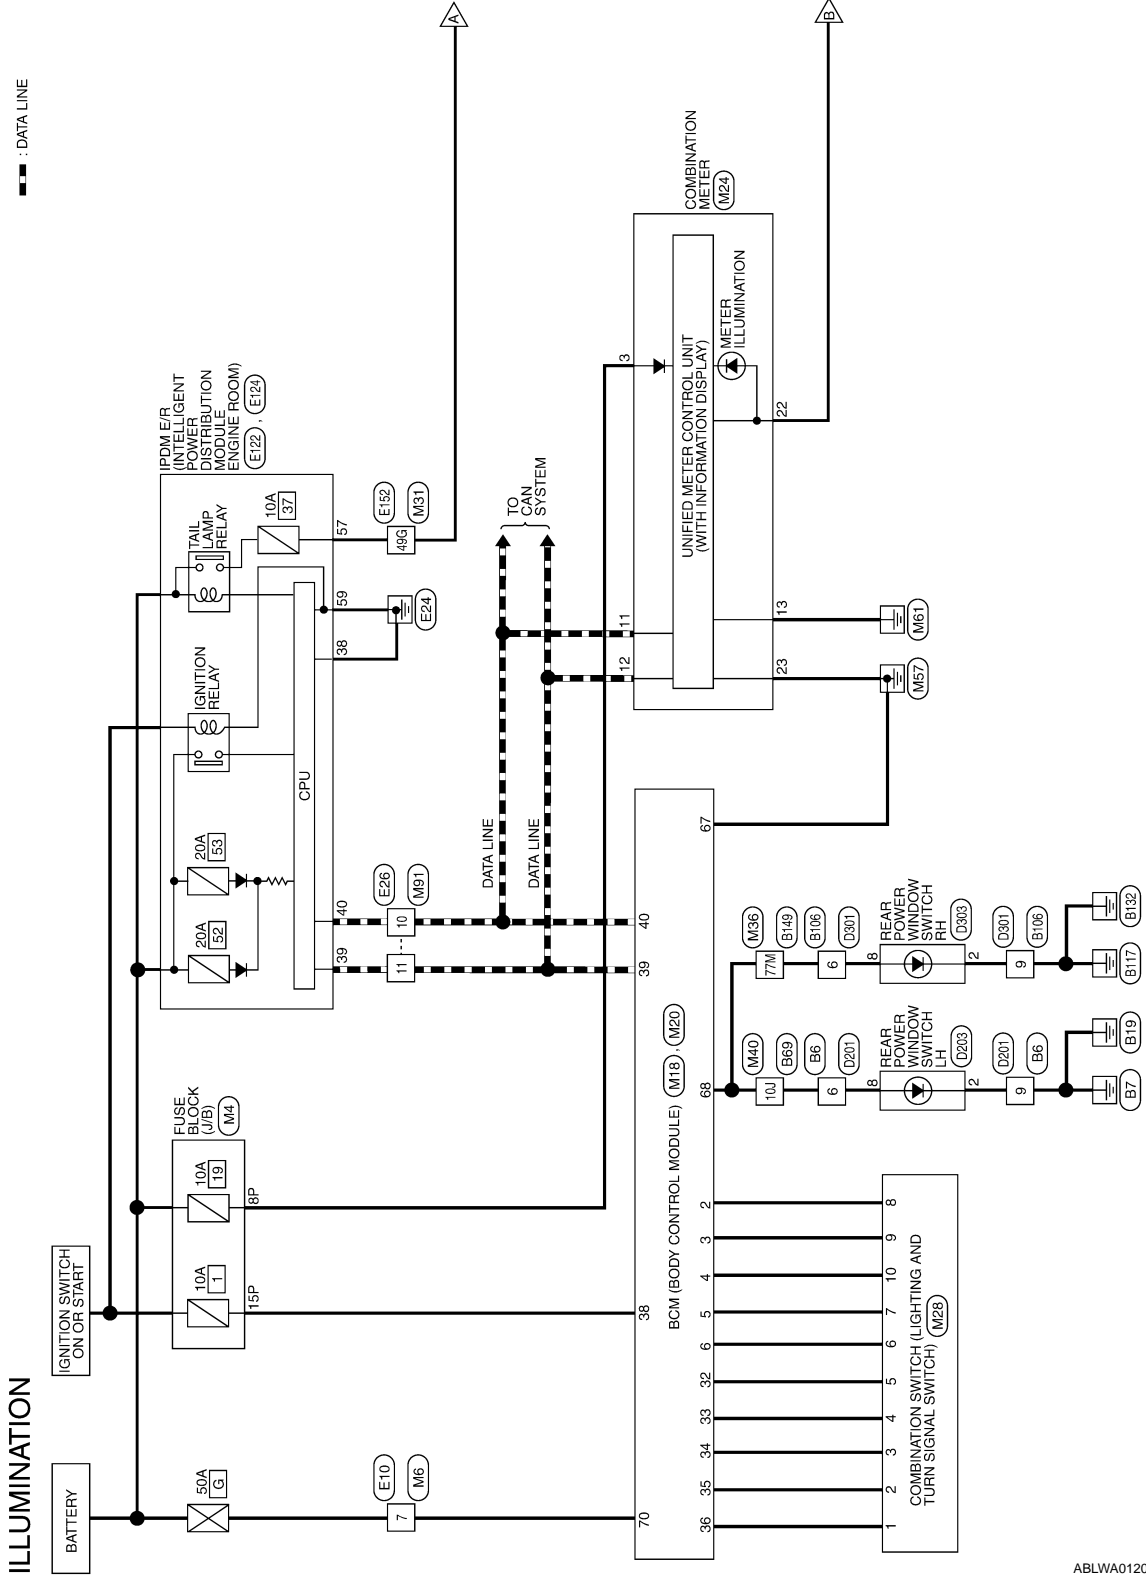 ILLUMINATION
: DATA LINE
BATTERY
IGNITION SWITCH
ON OR START
50A
G
10A
1
10A
19
FUSE
BLOCK
(J/B)
M4
15P
8P
20A
52
20A
53
IGNITION
RELAY
TAIL
LAMP
RELAY
10A
37
IPDM E/R
(INTELLIGENT
POWER
DISTRIBUTION
MODULE
ENGINE ROOM)
E122 , E124
CPU
39
40
38
59
57
E10
7
M6
E26
11
10
M91
E24
E152
49G
M31
A
DATA LINE
DATA LINE
TO
CAN
SYSTEM
70
38
39
40
BCM (BODY CONTROL MODULE) M18 , M20
36
35
34
33
32
6
5
4
3
2
68
67
12
11
3
COMBINATION
METER
M24
UNIFIED METER CONTROL UNIT
(WITH INFORMATION DISPLAY)
METER
ILLUMINATION
23
13
22
B
M57
M61
1
2
3
4
5
6
7
10
9
8
COMBINATION SWITCH (LIGHTING AND
TURN SIGNAL SWITCH) M28
M40
10J
B69
B6
6
D201
8
REAR
POWER
WINDOW
SWITCH
LH
D203
2
D201
9
B6
B7
B19
M36
77M
B149
B106
6
D301
8
REAR
POWER
WINDOW
SWITCH
RH
D303
2
D301
9
B106
B117
B132
ABLWA0120